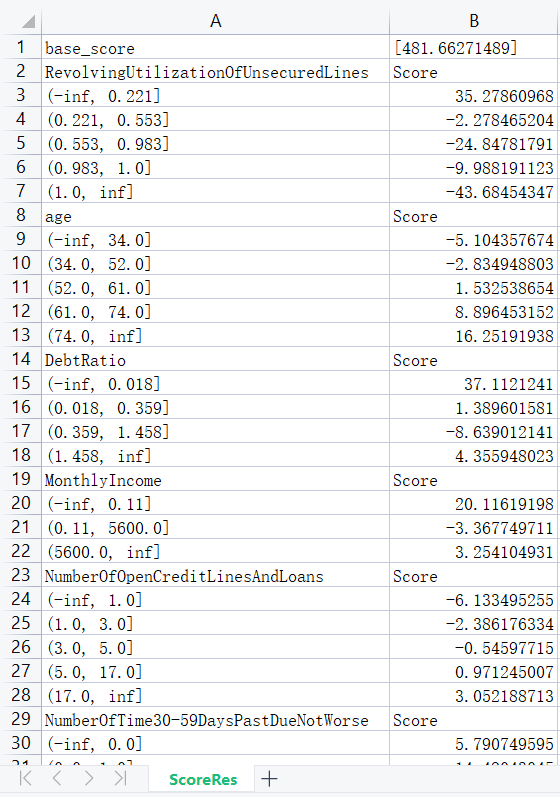 A B
1 base_score [481.66271489]
2 RevolvingUtilizationOfUnsecuredLines Score
3 (-inf, 0.221] 35.27860968
4 (0.221, 0.553] -2.278465204
5 (0.553, 0.983] -24.84781791
6 (0.983, 1.0] -9.988191123
7 (1.0, inf] -43.68454347
8 age Score
9 (-inf, 34.0] -5.104357674
10 (34.0, 52.0] -2.834948803
11 (52.0, 61.0] 1.532538654
12 (61.0, 74.0] 8.896453152
13 (74.0, inf] 16.25191938
14 DebtRatio Score
15 (-inf, 0.018] 37.1121241
16 (0.018, 0.359] 1.389601581
17 (0.359, 1.458] -8.639012141
18 (1.458, inf] 4.355948023
19 MonthlyIncome Score
20 (-inf, 0.11] 20.11619198
21 (0.11, 5600.0] -3.367749711
22 (5600.0, inf] 3.254104931
23 NumberOfOpenCreditLinesAndLoans Score
24 (-inf, 1.0] -6.133495255
25 (1.0, 3.0] -2.386176334
26 (3.0, 5.0] -0.54597715
27 (5.0, 17.0] 0.971245007
28 (17.0, inf] 3.052188713
29 NumberOfTime30-59DaysPastDueNotWorse Score
30 (-inf, 0.0] 5.790749595
ScoreRes